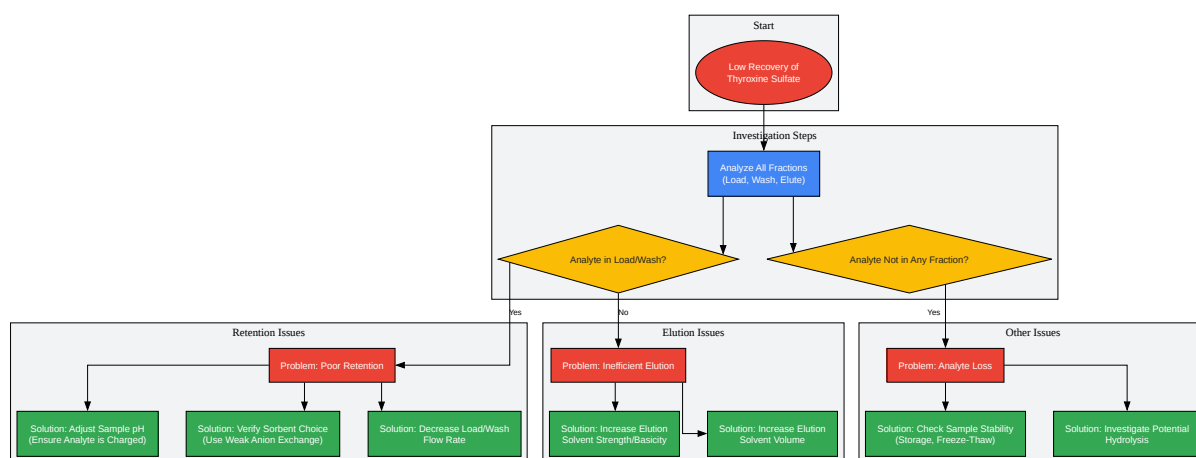 Start
Low Recovery of
Thyroxine Sulfate
Investigation Steps
Analyze All Fractions
(Load, Wash, Elute)
Analyte in Load/Wash?
Analyte Not in Any Fraction?
Yes
No
Yes
Retention Issues
Elution Issues
Other Issues
Problem: Poor Retention
Problem: Inefficient Elution
Problem: Analyte Loss
Solution: Adjust Sample pH
(Ensure Analyte is Charged)
Solution: Verify Sorbent Choice
(Use Weak Anion Exchange)
Solution: Decrease Load/Wash
Flow Rate
Solution: Increase Elution
Solvent Strength/Basicity
Solution: Increase Elution
Solvent Volume
Solution: Check Sample Stability
(Storage, Freeze-Thaw)
Solution: Investigate Potential
Hydrolysis